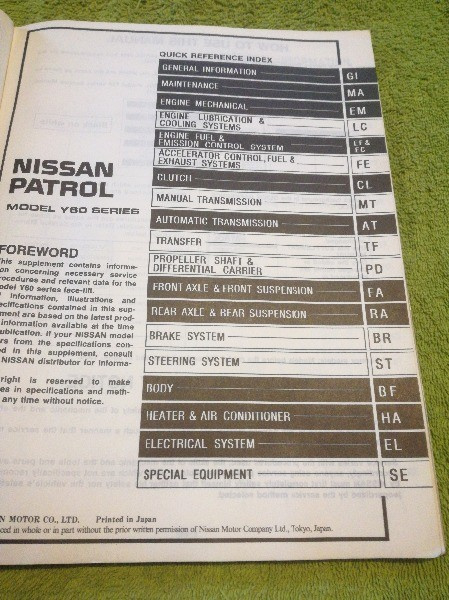 QUICK REFERENCE INDEX
GENERAL INFORMATION GI
MAINTENANCE MA
ENGINE MECHANICAL EM
ENGINE LUBRICATION &
COOLING SYSTEMS LC
ENGINE FUEL &
EMISSION CONTROL SYSTEM EF &
EC
ACCELERATOR CONTROL, FUEL &
EXHAUST SYSTEMS FE
CLUTCH CL
MANUAL TRANSMISSION MT
AUTOMATIC TRANSMISSION AT
TRANSFER TF
PROPELLER SHAFT &
DIFFERENTIAL CARRIER PD
FRONT AXLE & FRONT SUSPENSION FA
REAR AXLE & REAR SUSPENSION RA
BRAKE SYSTEM BR
STEERING SYSTEM ST
BODY BF
HEATER & AIR CONDITIONER HA
ELECTRICAL SYSTEM EL
SPECIAL EQUIPMENT SE
NISSAN
PATROL
MODEL Y60 SERIES
FOREWORD
This supplement contains informa-
on concerning necessary service
rocedures and relevant data for the
odel Y60 series face-lift.
information, illustrations and
ecifications contained in this sup-
ment are based on the latest prod-
information available at the time
ublication. If your NISSAN model
ers from the specifications con-
ed in this supplement, consult
NISSAN distributor for informa-
right is reserved to make
es in specifications and meth-
any time without notice.
N MOTOR CO., LTD. Printed in Japan
ced in whole or in part without the prior written permission of Nissan Motor Company Ltd., Tokyo, Japan.